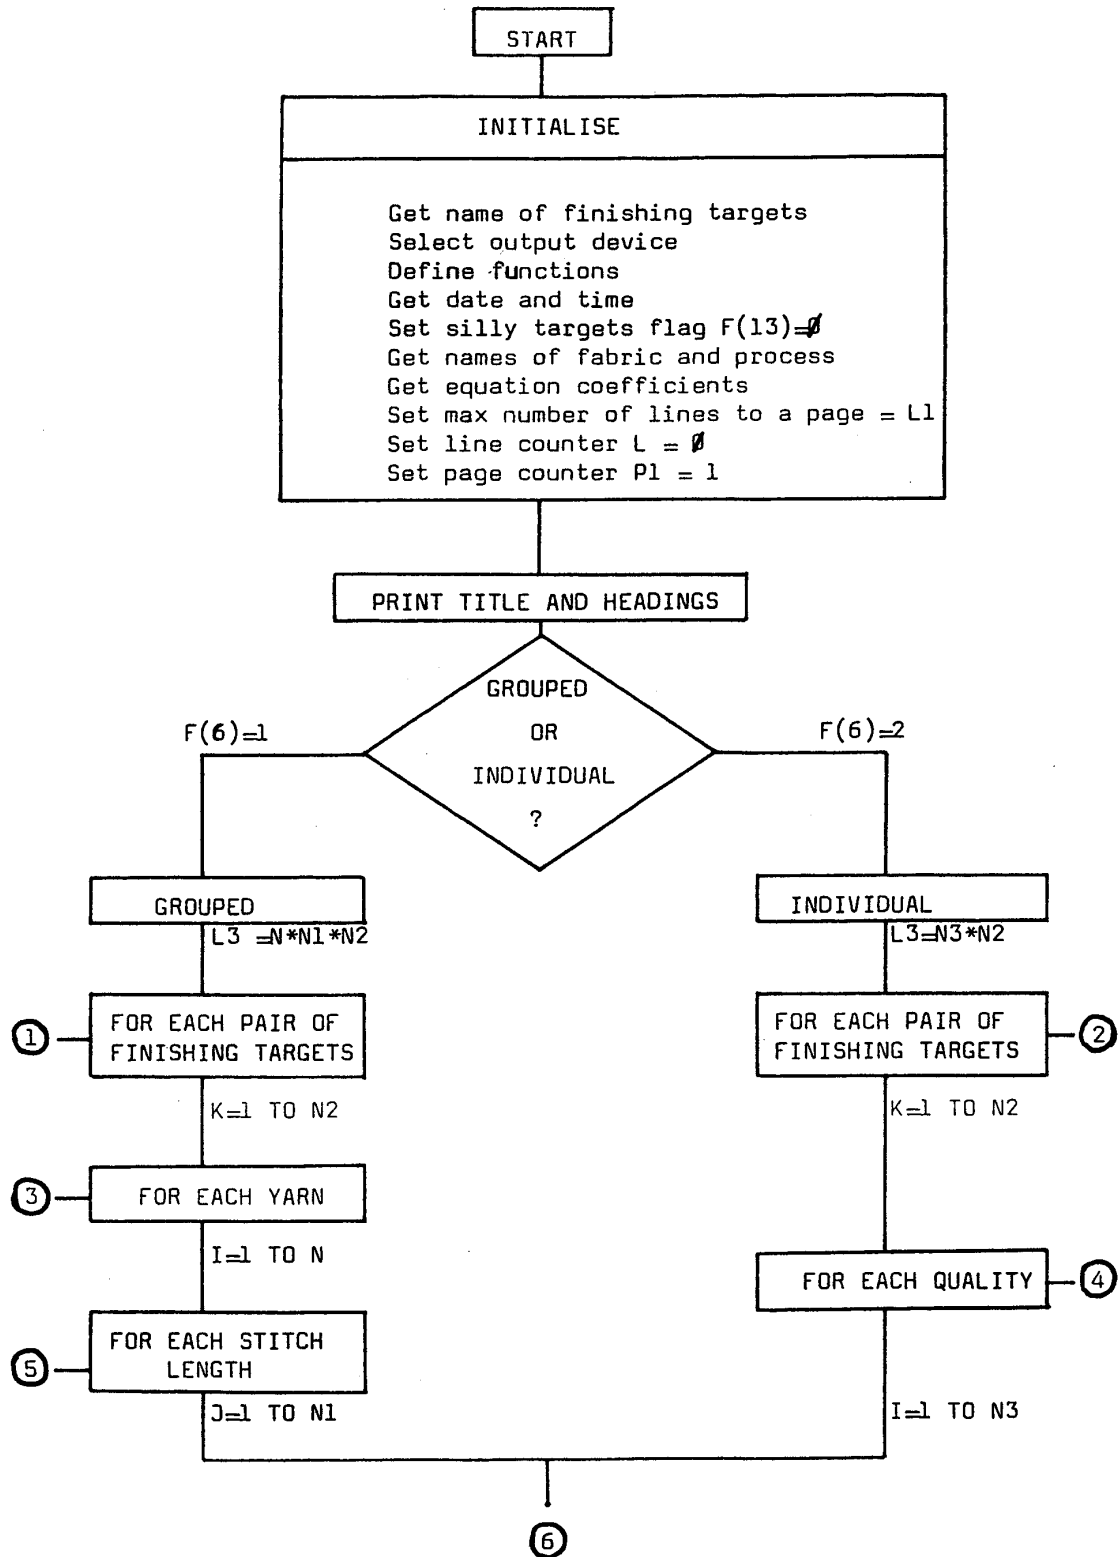 START
INITIALISE
Get name of finishing targets
Select output device
Define functions
Get date and time
Set silly targets flag F(13)=Ø
Get names of fabric and process
Get equation coefficients
Set max number of lines to a page = L1
Set line counter L = Ø
Set page counter P1 = 1
PRINT TITLE AND HEADINGS
GROUPED
OR
INDIVIDUAL
?
F(6)=1
F(6)=2
GROUPED
L3 =N*N1*N2
INDIVIDUAL
L3=N3*N2
1
FOR EACH PAIR OF
FINISHING TARGETS
K=1 TO N2
FOR EACH PAIR OF
FINISHING TARGETS
2
K=1 TO N2
3
FOR EACH YARN
I=1 TO N
FOR EACH QUALITY
4
5
FOR EACH STITCH
LENGTH
J=1 TO N1
I=1 TO N3
6